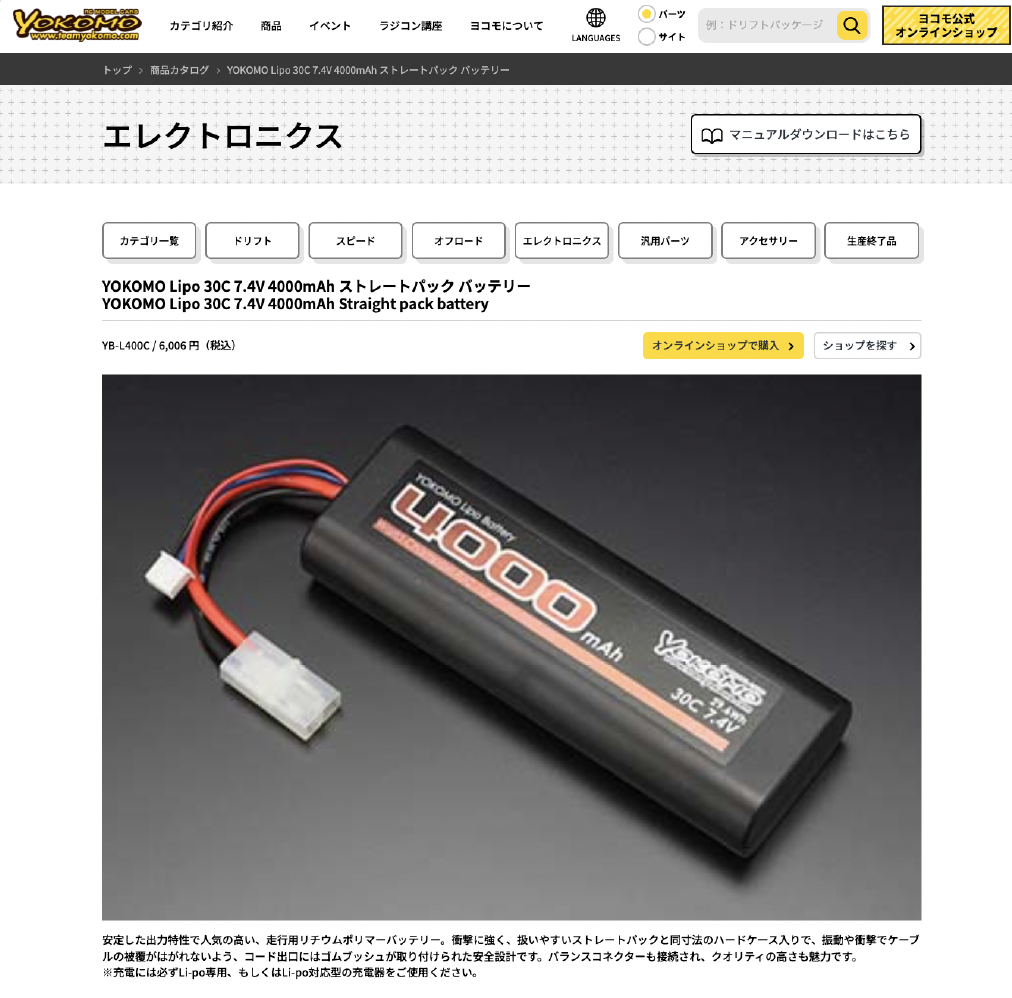 RC MODEL CARS
YOKOMO
www.teamyokomo.com
カテゴリ紹介
商品
イベント
ラジコン講座
ヨコモについて
LANGUAGES
パーツ
サイト
例：ドリフトパッケージ
ヨコモ公式
オンラインショップ
トップ > 商品カタログ > YOKOMO Lipo 30C 7.4V 4000mAh ストレートパック バッテリー
エレクトロニクス
マニュアルダウンロードはこちら
カテゴリ一覧
ドリフト
スピード
オフロード
エレクトロニクス
汎用パーツ
アクセサリー
生産終了品
YOKOMO Lipo 30C 7.4V 4000mAh ストレートパック バッテリー
YOKOMO Lipo 30C 7.4V 4000mAh Straight pack battery
YB-L400C / 6,006 円（税込）
オンラインショップで購入
ショップを探す
YOKOMO Lipo Battery
4000 mAh
YOKOMO
29.6Wh
30C 7.4V
安定した出力特性で人気の高い、走行用リチウムポリマーバッテリー。衝撃に強く、扱いやすいストレートパックと同寸法のハードケース入りで、振動や衝撃でケーブ
ルの被覆がはがれないよう、コード出口にはゴムブッシュが取り付けられた安全設計です。バランスコネクターも接続され、クオリティの高さも魅力です。
※充電には必ずLi-po専用、もしくはLi-po対応型の充電器をご使用ください。